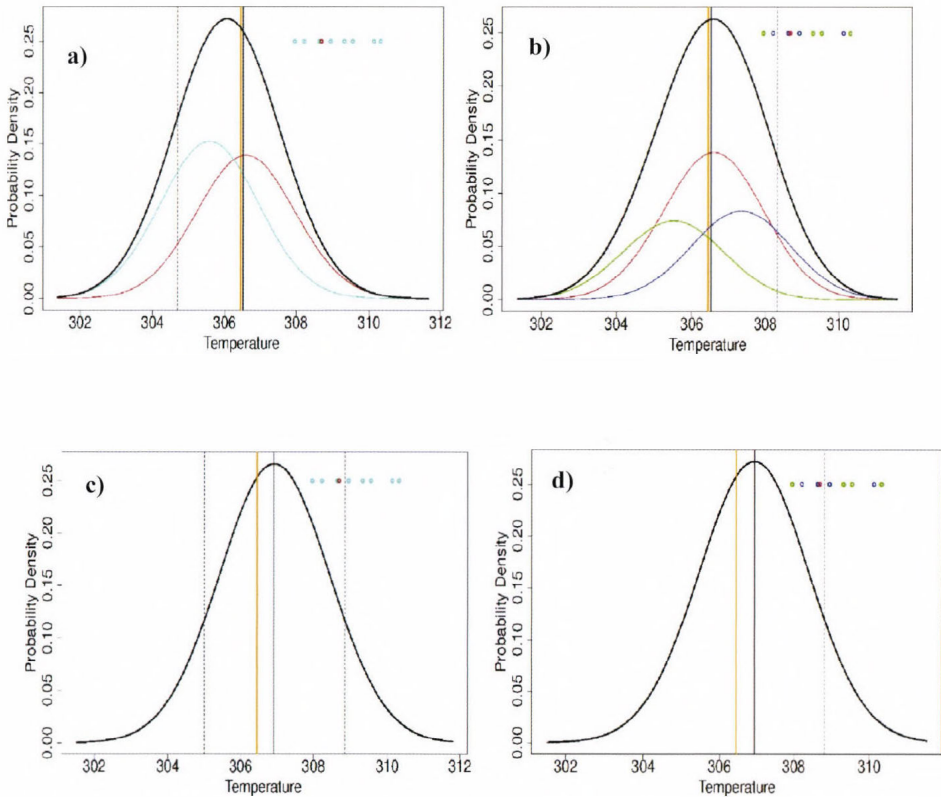 a)
Probability Density
0.00 0.05 0.10 0.15 0.20 0.25
302 304 306 308 310 312
Temperature
b)
Probability Density
0.00 0.05 0.10 0.15 0.20 0.25
302 304 306 308 310
Temperature
c)
Probability Density
0.00 0.05 0.10 0.15 0.20 0.25
302 304 306 308 310 312
Temperature
d)
Probability Density
0.00 0.05 0.10 0.15 0.20 0.25
302 304 306 308 310
Temperature